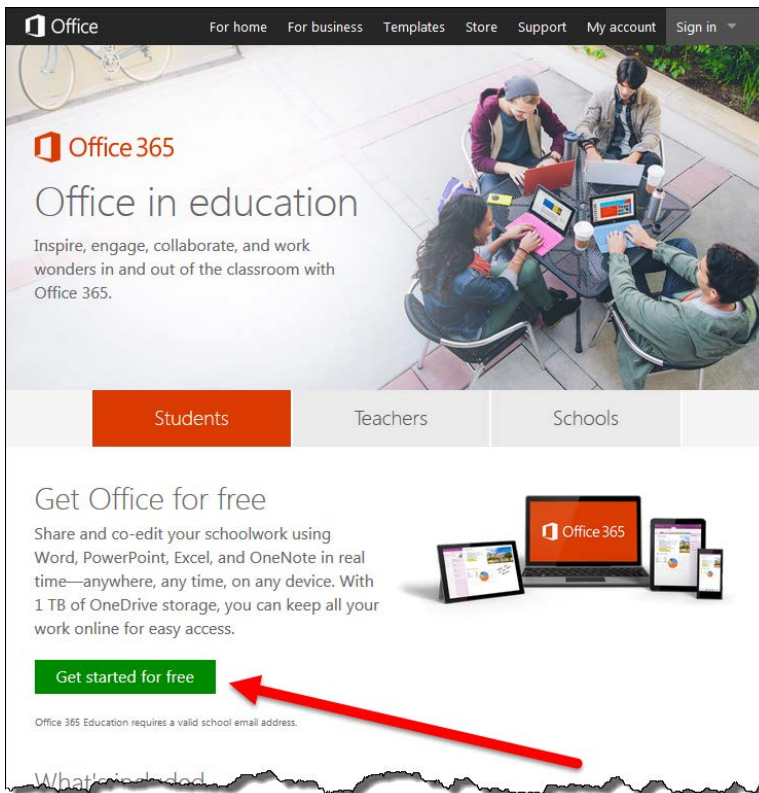 Office
For home For business Templates Store Support My account Sign in
Office 365
Office in education
Inspire, engage, collaborate, and work
wonders in and out of the classroom with
Office 365.
Students Teachers Schools
Get Office for free
Share and co-edit your schoolwork using
Word, PowerPoint, Excel, and OneNote in real
time—anywhere, any time, on any device. With
1 TB of OneDrive storage, you can keep all your
work online for easy access.
Office 365
Get started for free
Office 365 Education requires a valid school email address.
What's included